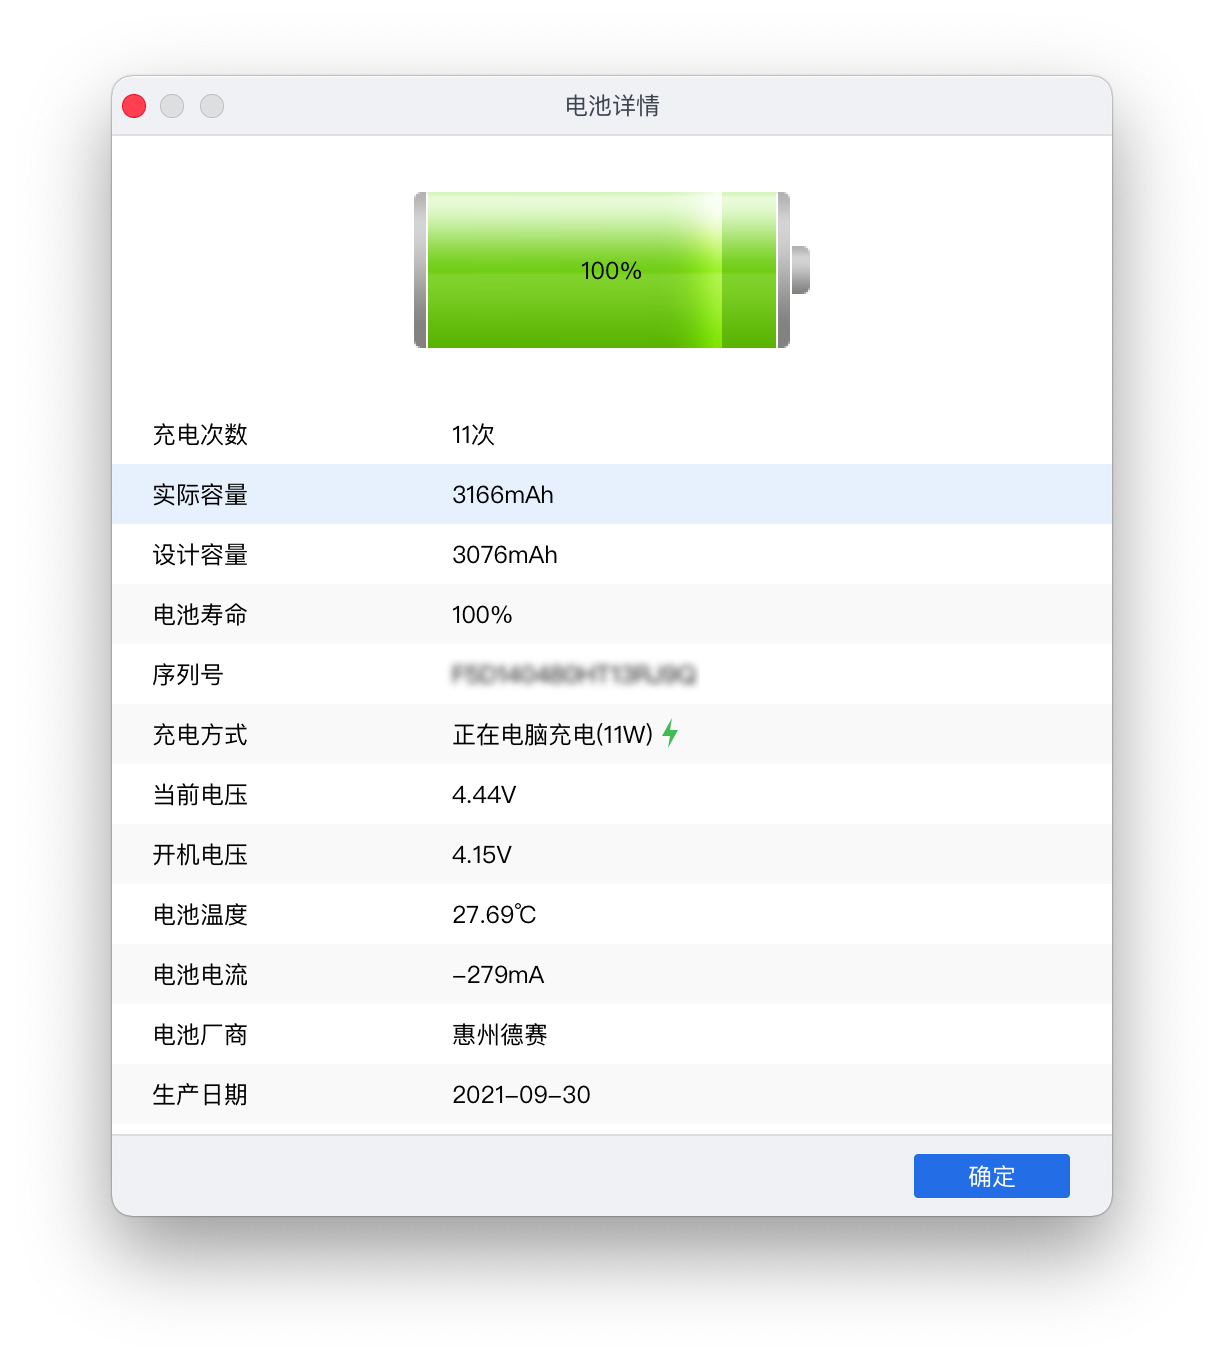 电池详情
100%
充电次数 11次
实际容量 3166mAh
设计容量 3076mAh
电池寿命 100%
序列号
充电方式 正在电脑充电(11W)
当前电压 4.44V
开机电压 4.15V
电池温度 27.69℃
电池电流 -279mA
电池厂商 惠州德赛
生产日期 2021-09-30
确定